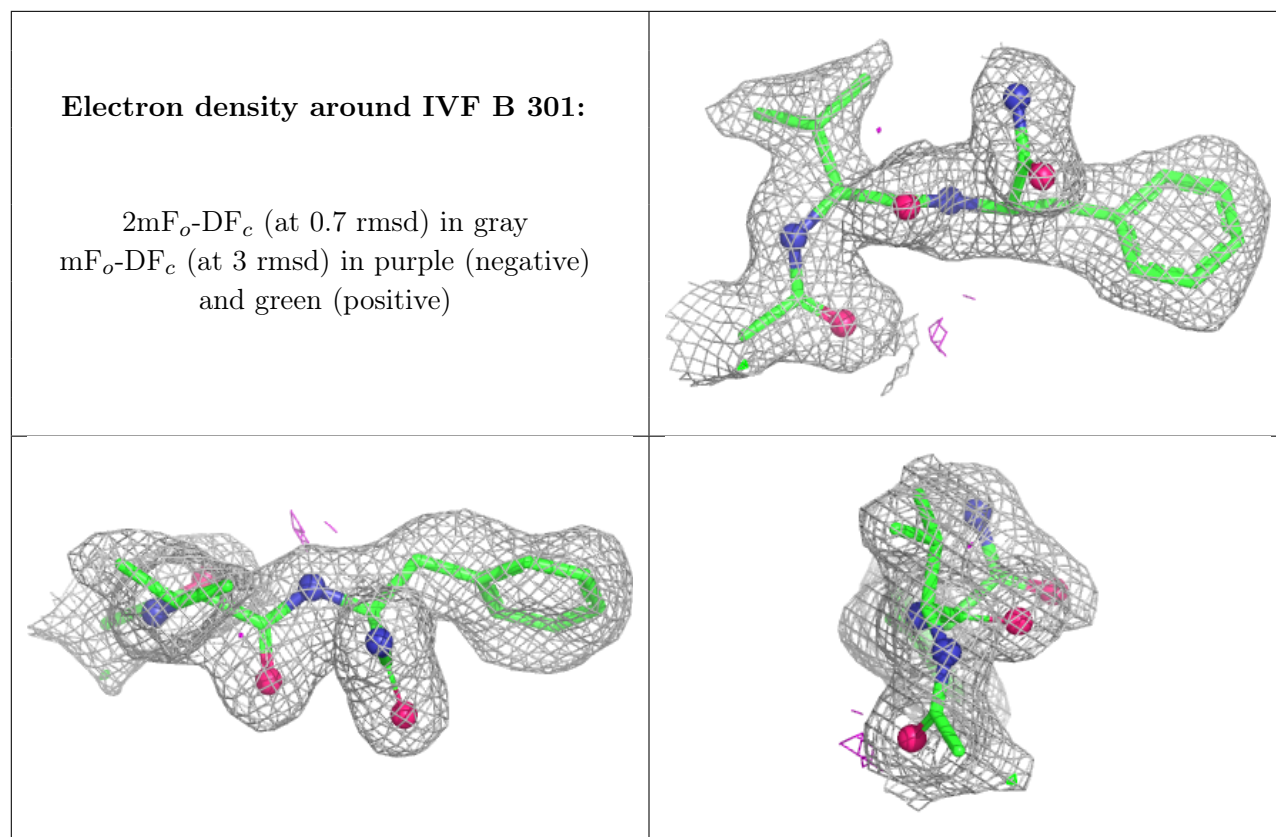 Electron density around IVF B 301:
2mFo-DFc (at 0.7 rmsd) in gray
mFo-DFc (at 3 rmsd) in purple (negative)
and green (positive)